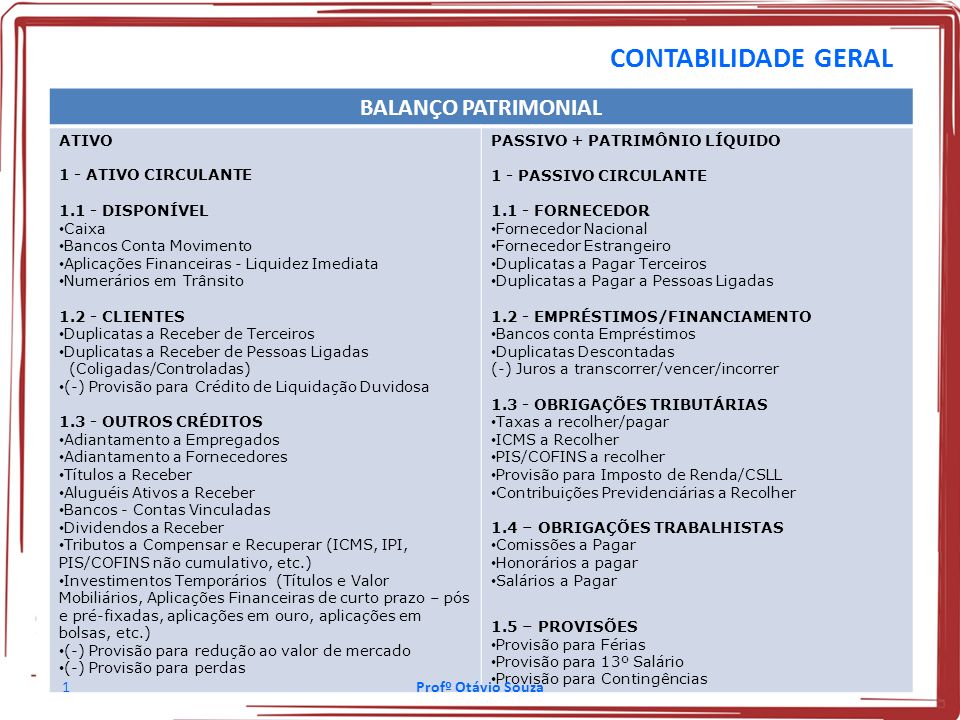 CONTABILIDADE GERAL
BALANÇO PATRIMONIAL
ATIVO
1 - ATIVO CIRCULANTE
1.1 - DISPONÍVEL
•Caixa
•Bancos Conta Movimento
•Aplicações Financeiras - Liquidez Imediata
•Numerários em Trânsito
1.2 - CLIENTES
•Duplicatas a Receber de Terceiros
•Duplicatas a Receber de Pessoas Ligadas
(Coligadas/Controladas)
•(-) Provisão para Crédito de Liquidação Duvidosa
1.3 - OUTROS CRÉDITOS
•Adiantamento a Empregados
•Adiantamento a Fornecedores
•Títulos a Receber
•Aluguéis Ativos a Receber
•Bancos - Contas Vinculadas
•Dividendos a Receber
•Tributos a Compensar e Recuperar (ICMS, IPI,
PIS/COFINS não cumulativo, etc.)
•Investimentos Temporários (Títulos e Valor
Mobiliários, Aplicações Financeiras de curto prazo – pós
e pré-fixadas, aplicações em ouro, aplicações em
bolsas, etc.)
•(-) Provisão para redução ao valor de mercado
•(-) Provisão para perdas
PASSIVO + PATRIMÔNIO LÍQUIDO
1 - PASSIVO CIRCULANTE
1.1 - FORNECEDOR
•Fornecedor Nacional
•Fornecedor Estrangeiro
•Duplicatas a Pagar Terceiros
•Duplicatas a Pagar a Pessoas Ligadas
1.2 - EMPRÉSTIMOS/FINANCIAMENTO
•Bancos conta Empréstimos
•Duplicatas Descontadas
(-) Juros a transcorrer/vencer/incorrer
1.3 - OBRIGAÇÕES TRIBUTÁRIAS
•Taxas a recolher/pagar
•ICMS a Recolher
•PIS/COFINS a recolher
•Provisão para Imposto de Renda/CSLL
•Contribuições Previdenciárias a Recolher
1.4 – OBRIGAÇÕES TRABALHISTAS
•Comissões a Pagar
•Honorários a pagar
•Salários a Pagar
1.5 – PROVISÕES
•Provisão para Férias
•Provisão para 13º Salário
•Provisão para Contingências
1
Profº Otávio Souza